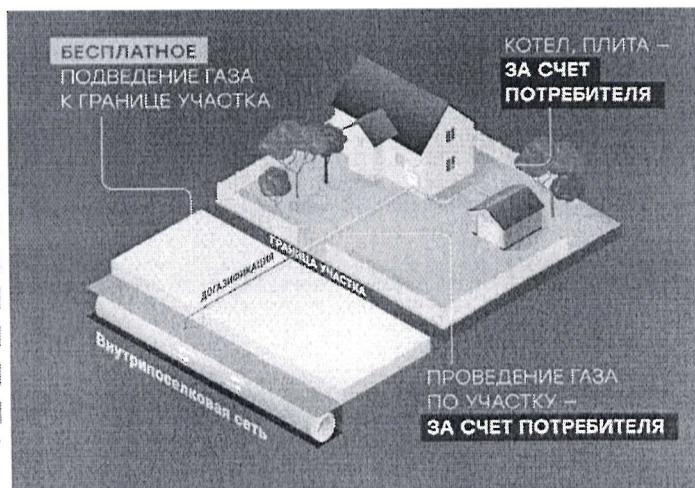 БЕСПЛАТНОЕ
ПОДВЕДЕНИЕ ГАЗА
К ГРАНИЦЕ УЧАСТКА
КОТЕЛ, ПЛИТА –
ЗА СЧЕТ
ПОТРЕБИТЕЛЯ
ДОГАЗИФИКАЦИЯ
ГРАНИЦА УЧАСТКА
Внутрипоселковая сеть
ПРОВЕДЕНИЕ ГАЗА
ПО УЧАСТКУ –
ЗА СЧЕТ ПОТРЕБИТЕЛЯ